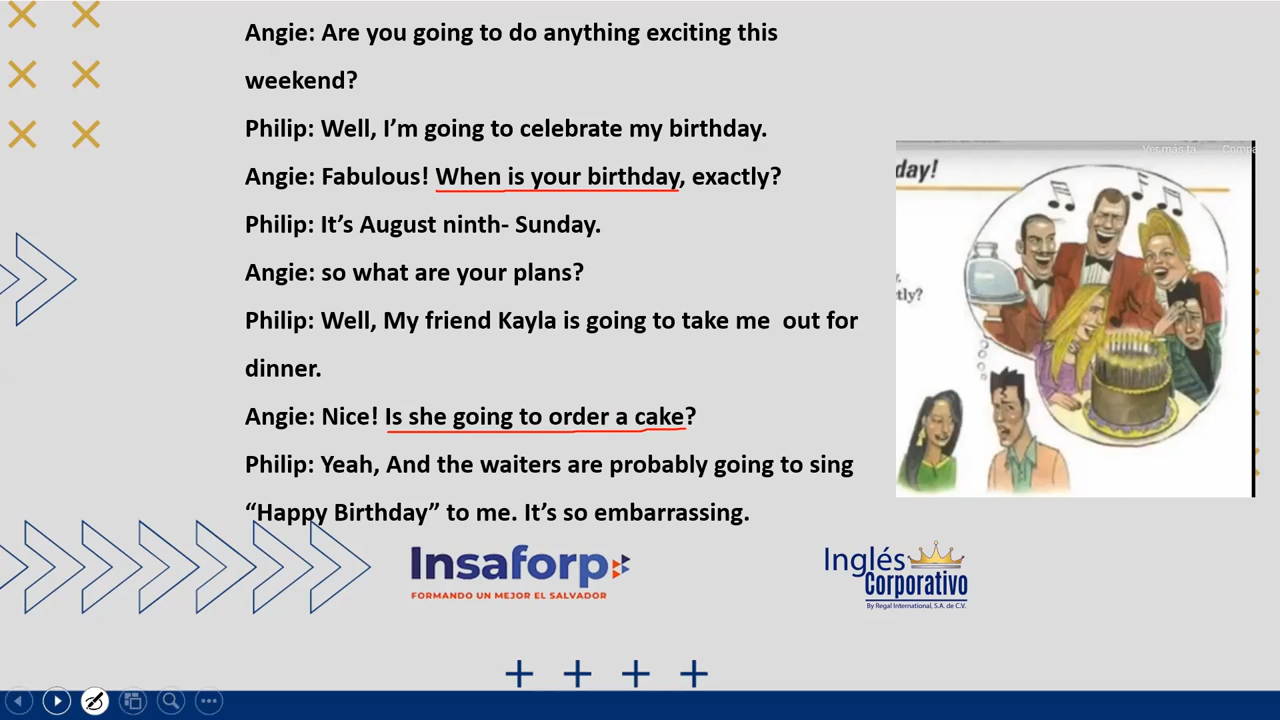 Angie: Are you going to do anything exciting this
weekend?
Philip: Well, I’m going to celebrate my birthday.
Angie: Fabulous! When is your birthday, exactly?
Philip: It’s August ninth- Sunday.
Angie: so what are your plans?
Philip: Well, My friend Kayla is going to take me  out for
dinner.
Angie: Nice! Is she going to order a cake?
Philip: Yeah, And the waiters are probably going to sing
“Happy Birthday” to me. It’s so embarrassing.
Ver más ta
day!
tly?
Insaforp
FORMANDO UN MEJOR EL SALVADOR
Inglés
Corporativo
By Regal International, S.A. de C.V.